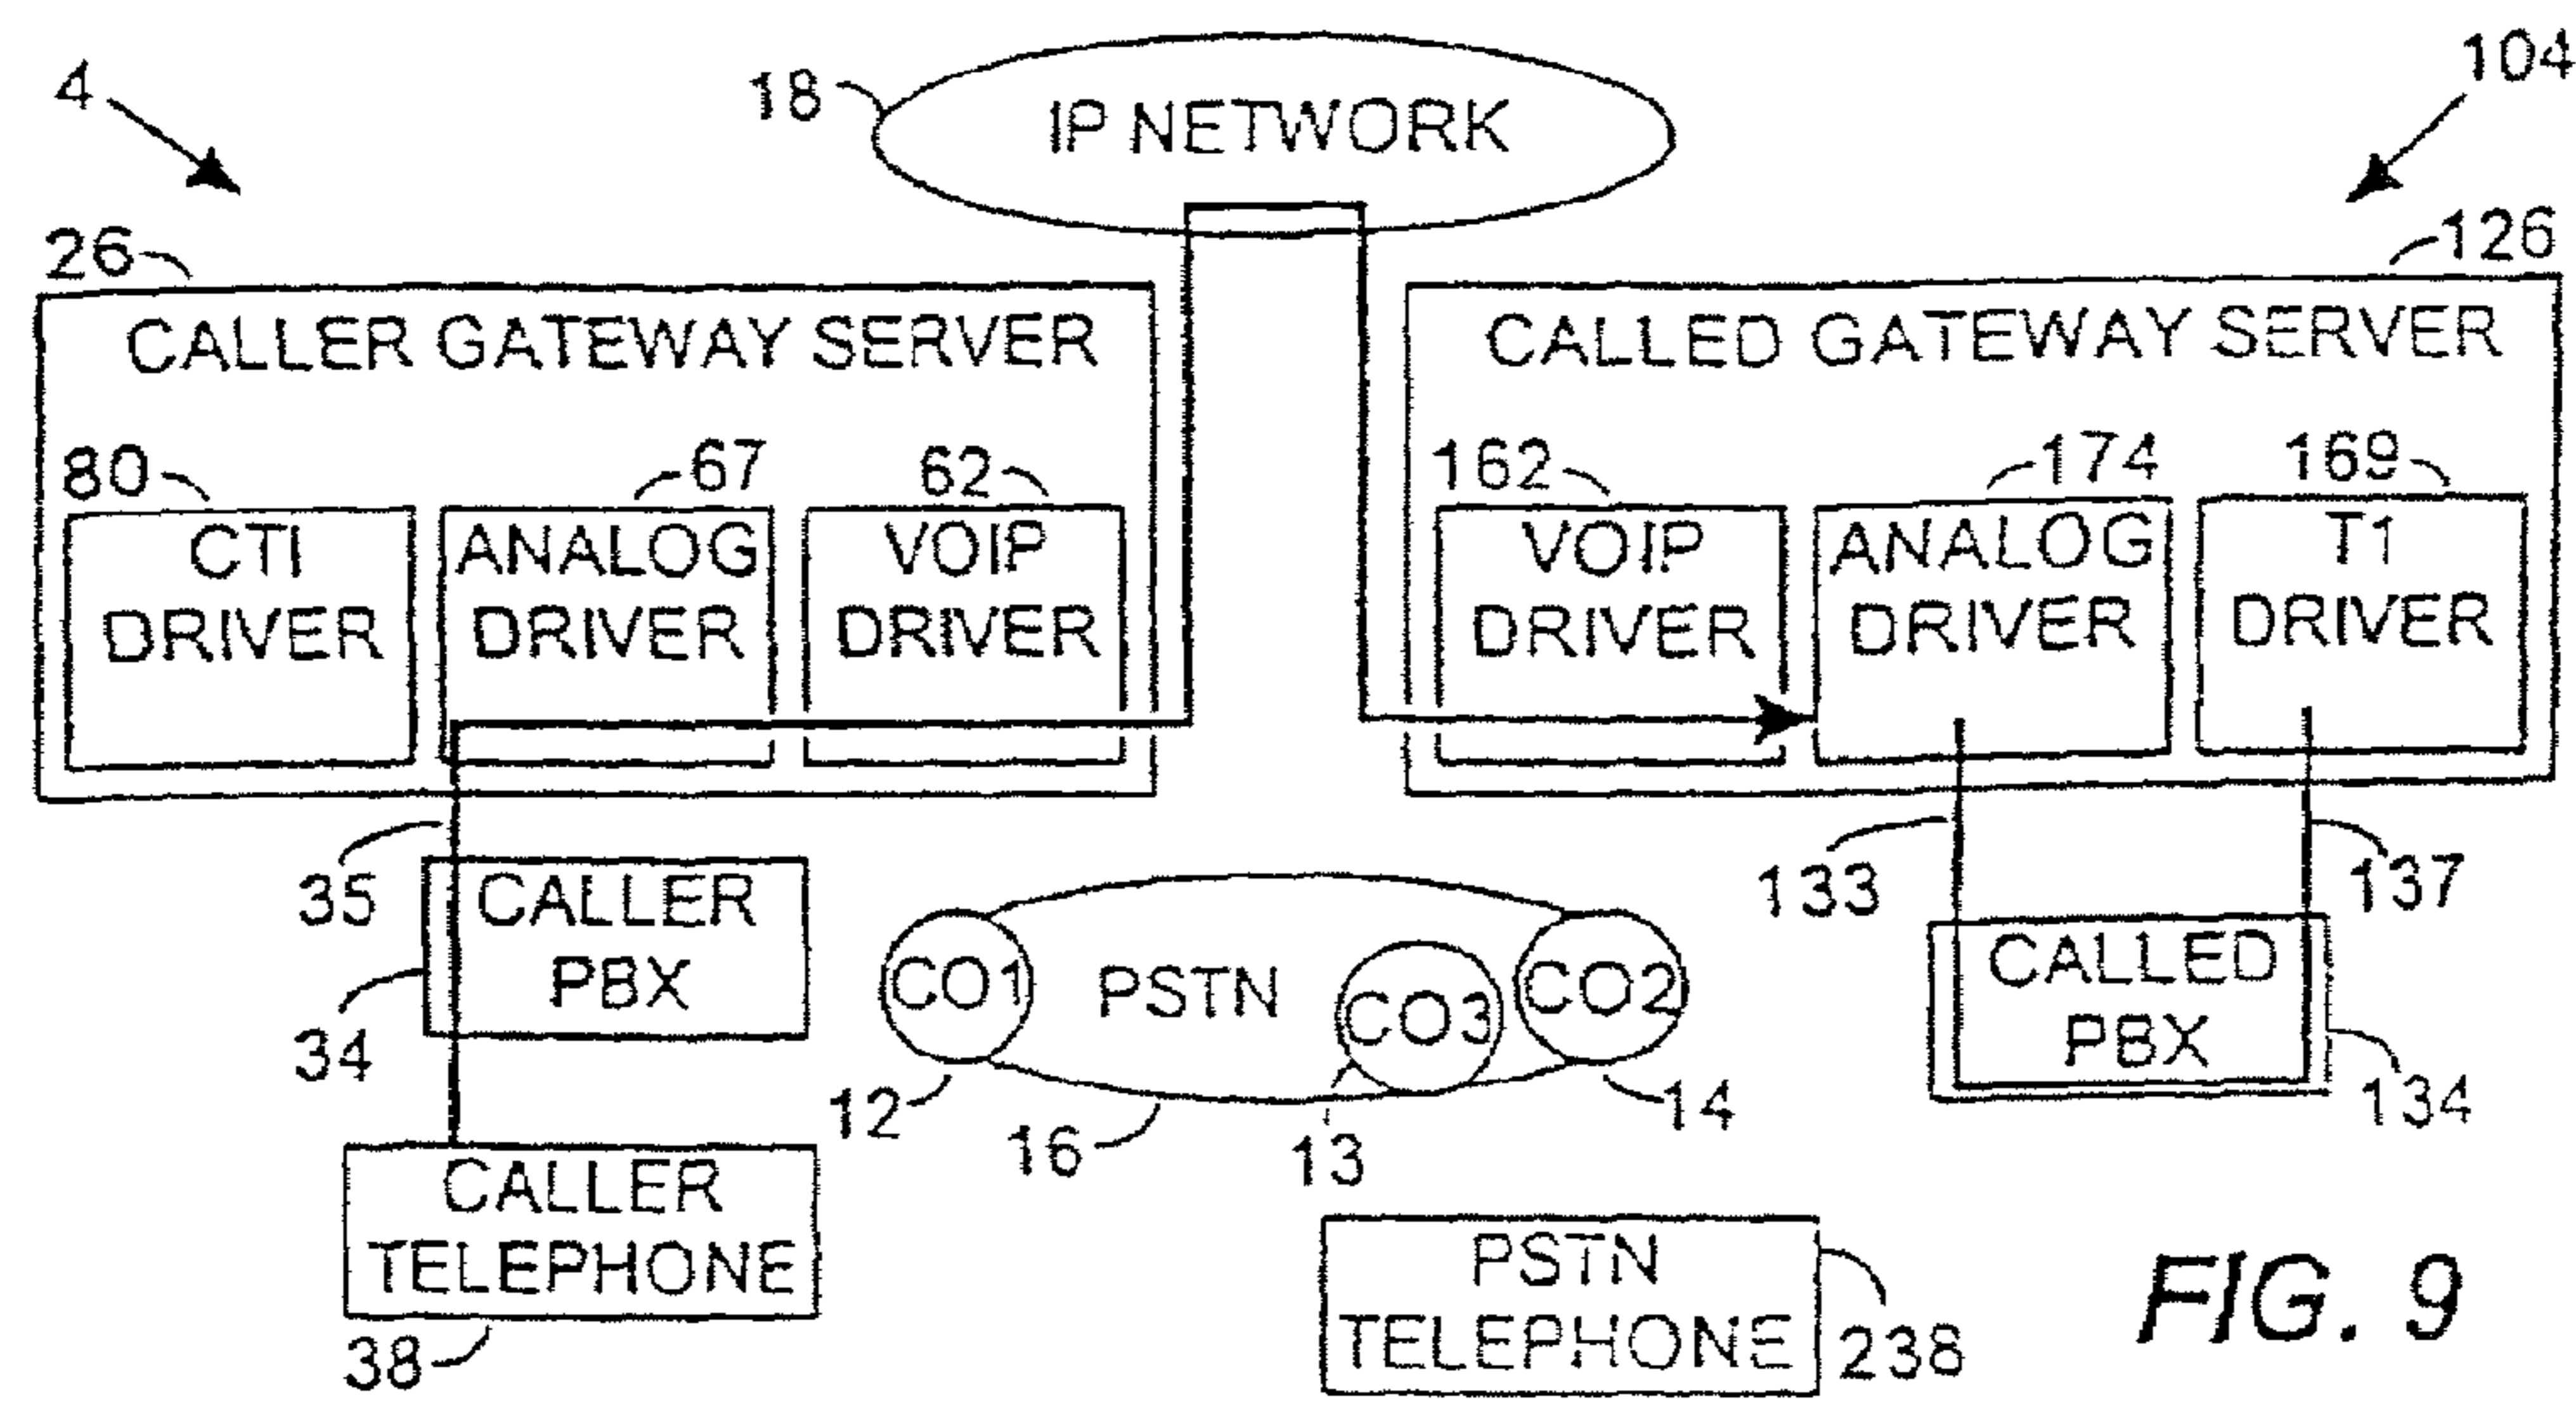 4
18
IP NETWORK
104
26
126
CALLER GATEWAY SERVER
CALLED GATEWAY SERVER
80
67
62
162
174
169
CTI
DRIVER
ANALOG
DRIVER
VOIP
DRIVER
VOIP
DRIVER
ANALOG
DRIVER
T1
DRIVER
35
CALLER
PBX
34
133
137
CO1
PSTN
CO3
CO2
CALLED
PBX
134
12
16
13
14
CALLER
TELEPHONE
38
PSTN
TELEPHONE
238
FIG. 9